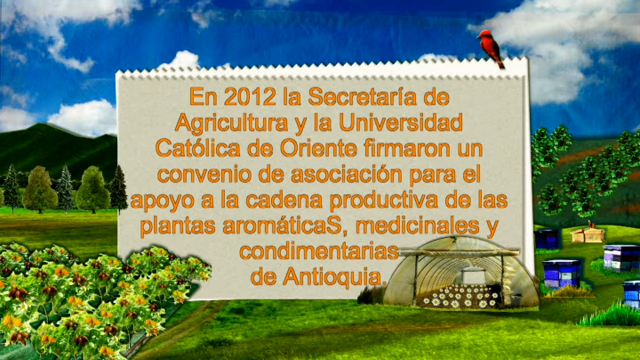 En 2012 la Secretaría de
Agricultura y la Universidad
Católica de Oriente firmaron un
convenio de asociación para el
apoyo a la cadena productiva de las
plantas aromáticaS, medicinales y
condimentarias
de Antioquia.